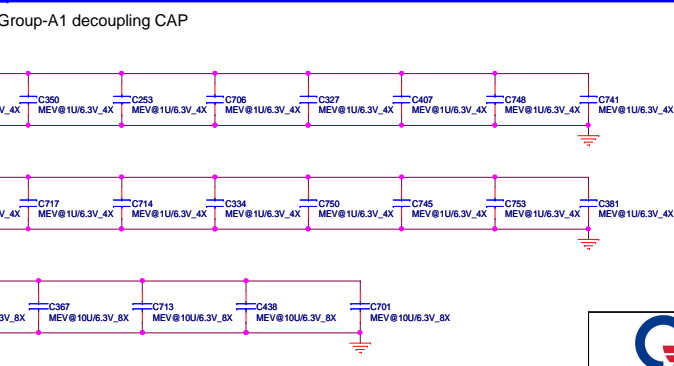 Group-A1 decoupling CAP
C350 C253 C706 C327 C407 C748 C741
V_4X MEV@1U/6.3V_4X MEV@1U/6.3V_4X MEV@1U/6.3V_4X MEV@1U/6.3V_4X MEV@1U/6.3V_4X MEV@1U/6.3V_4X MEV@1U/6.3V_4X
C717 C714 C334 C750 C745 C753 C381
V_4X MEV@1U/6.3V_4X MEV@1U/6.3V_4X MEV@1U/6.3V_4X MEV@1U/6.3V_4X MEV@1U/6.3V_4X MEV@1U/6.3V_4X MEV@1U/6.3V_4X
C367 C713 C438 C701
3V_8X MEV@10U/6.3V_8X MEV@10U/6.3V_8X MEV@10U/6.3V_8X MEV@10U/6.3V_8X